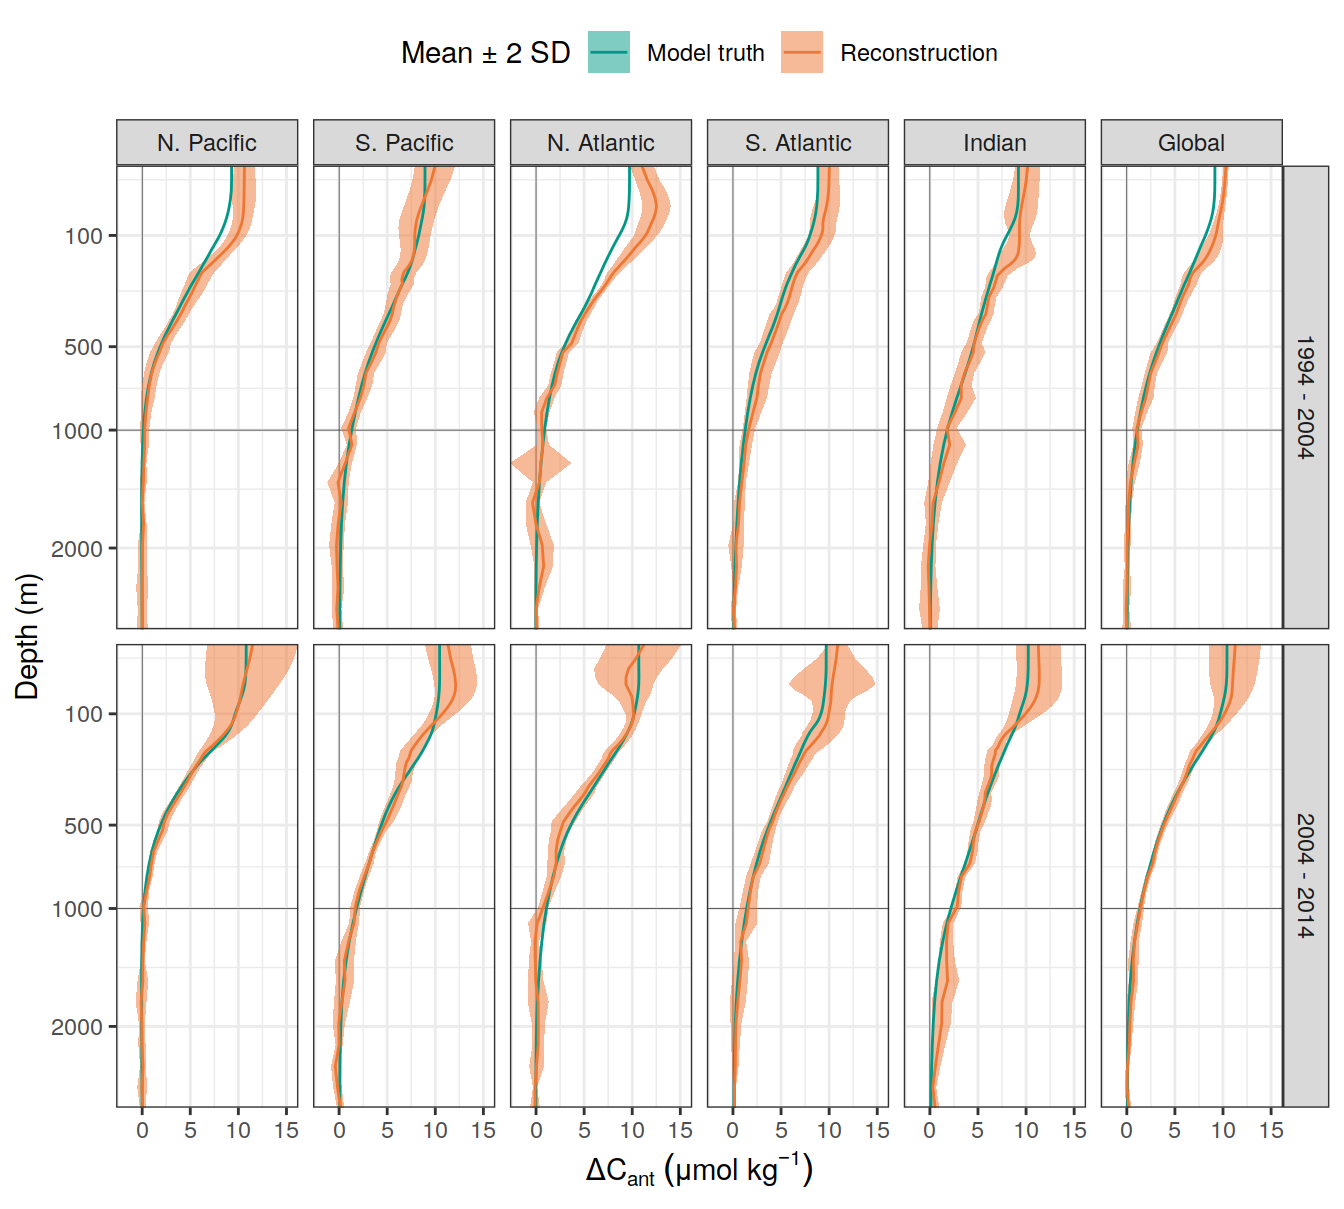 Mean ± 2 SD Model truth Reconstruction
N. Pacific S. Pacific N. Atlantic S. Atlantic Indian Global
100
500
1000
2000
1994 - 2004
Depth (m)
100
500
1000
2000
2004 - 2014
0 5 10 15 0 5 10 15 0 5 10 15 0 5 10 15 0 5 10 15 0 5 10 15
ΔCant (μmol kg−1)